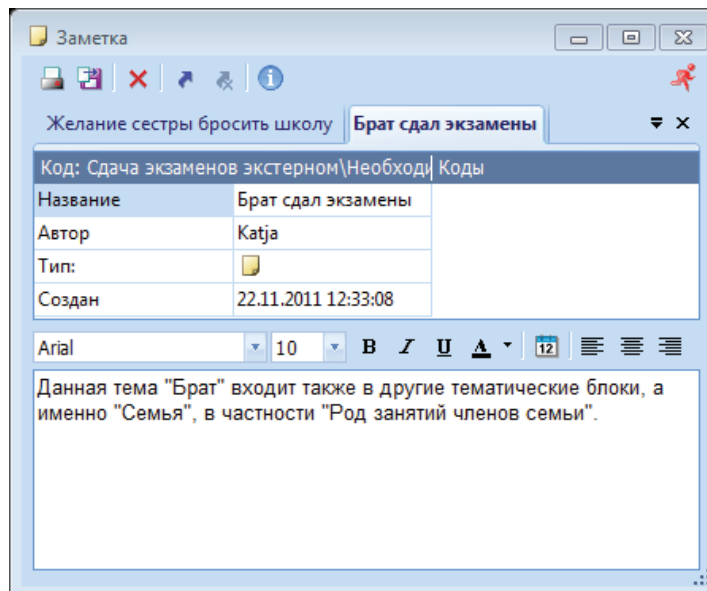 Заметка
Желание сестры бросить школу Брат сдал экзамены
Код: Сдача экзаменов экстерном\Необходи Коды
Название Брат сдал экзамены
Автор Katja
Тип:
Создан 22.11.2011 12:33:08
Arial 10 B I U A 12
Данная тема "Брат" входит также в другие тематические блоки, а
именно "Семья", в частности "Род занятий членов семьи".